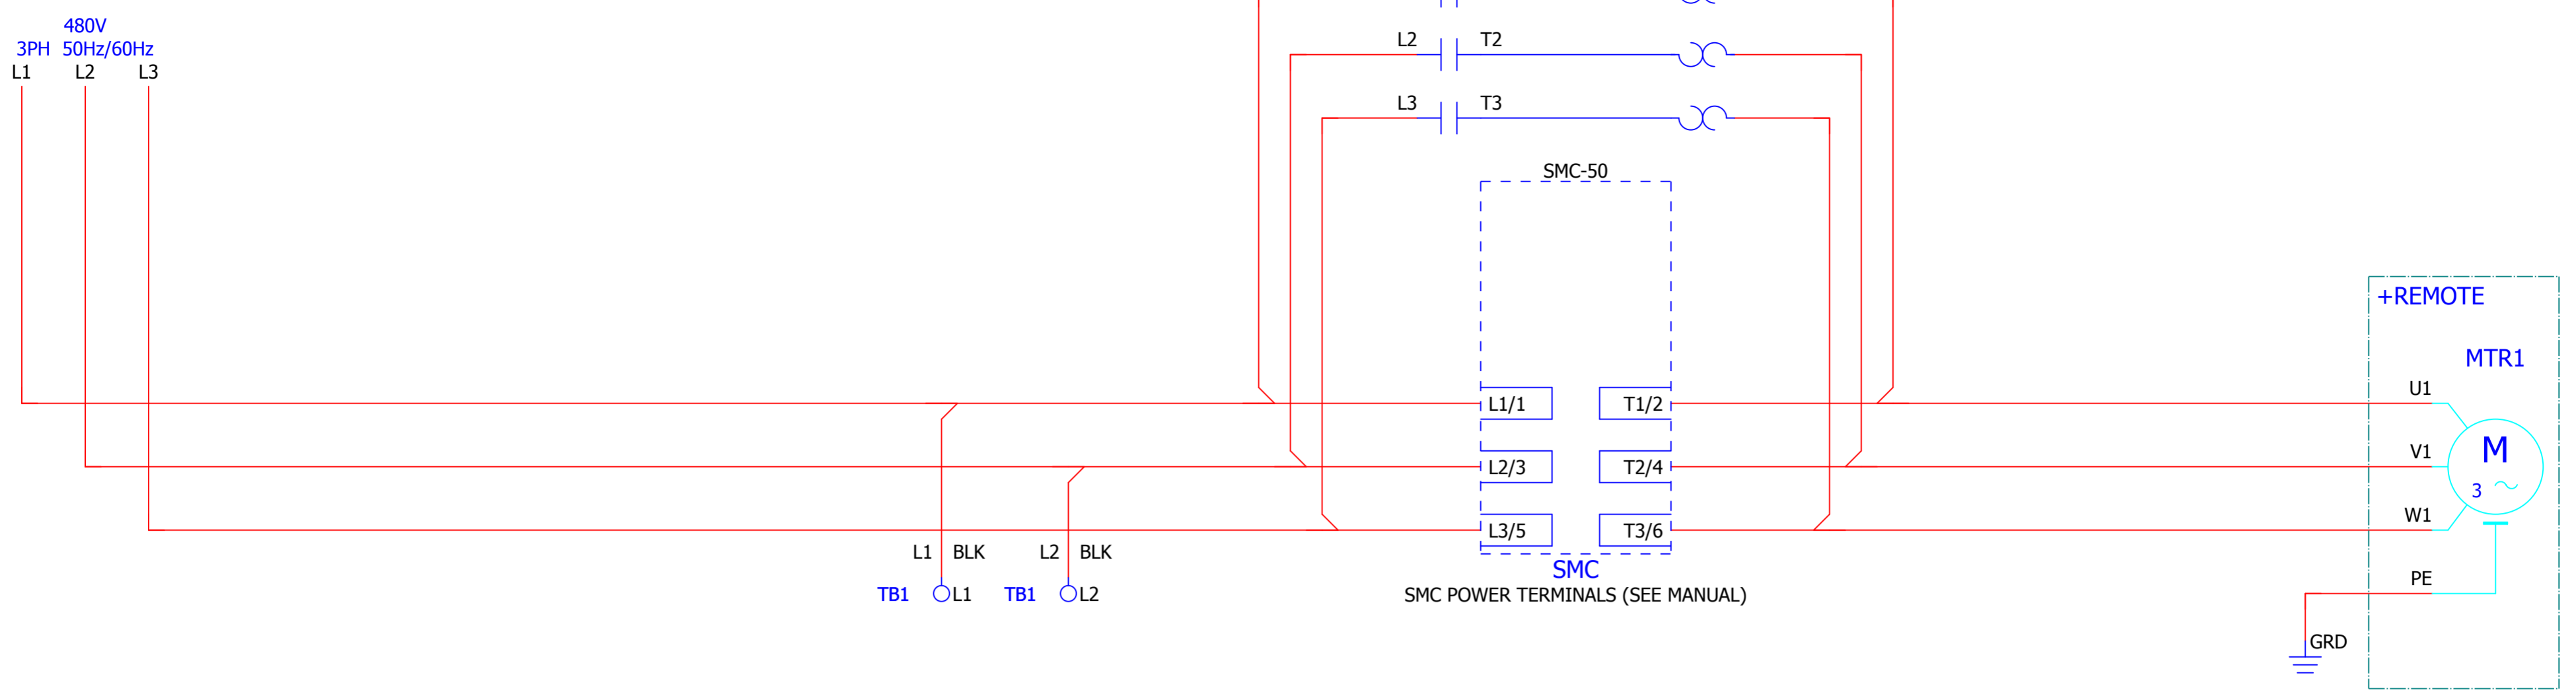 480V
3PH 50Hz/60Hz
L1 L2 L3
L2 T2
L3 T3
SMC-50
+REMOTE
MTR1
U1
L1/1 T1/2
V1
M
L2/3 T2/4
3
W1
L3/5 T3/6
L1 BLK L2 BLK
SMC
PE
TB1 L1 TB1 L2
SMC POWER TERMINALS (SEE MANUAL)
GRD